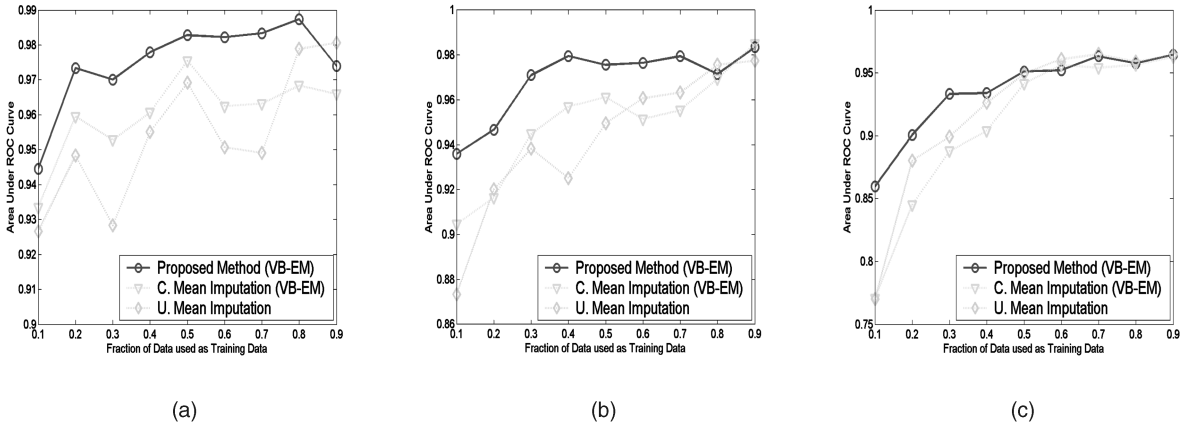 Area Under ROC Curve
0.99
0.98
0.97
0.96
0.95
0.94
0.93
0.92
0.91
0.9
Proposed Method (VB-EM)
C. Mean Imputation (VB-EM)
U. Mean Imputation
0.1 0.2 0.3 0.4 0.5 0.6 0.7 0.8 0.9
Fraction of Data used as Training Data
(a)
Area Under ROC Curve
1
0.98
0.96
0.94
0.92
0.9
0.88
0.86
Proposed Method (VB-EM)
C. Mean Imputation (VB-EM)
U. Mean Imputation
0.1 0.2 0.3 0.4 0.5 0.6 0.7 0.8 0.9
Fraction of Data used as Training Data
(b)
Area Under ROC Curve
1
0.95
0.9
0.85
0.8
0.75
Proposed Method (VB-EM)
C. Mean Imputation (VB-EM)
U. Mean Imputation
0.1 0.2 0.3 0.4 0.5 0.6 0.7 0.8 0.9
Fraction of Data used as Training Data
(c)